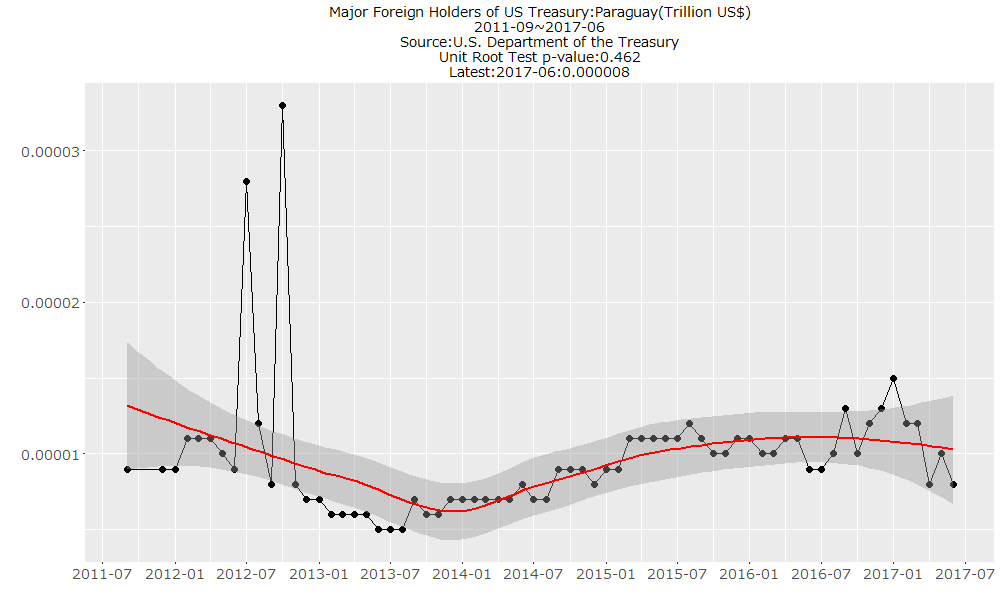 Major Foreign Holders of US Treasury:Paraguay(Trillion US$)
2011-09~2017-06
Source:U.S. Department of the Treasury
Unit Root Test p-value:0.462
Latest:2017-06:0.000008
0.00003
0.00002
0.00001
2011-07 2012-01 2012-07 2013-01 2013-07 2014-01 2014-07 2015-01 2015-07 2016-01 2016-07 2017-01 2017-07